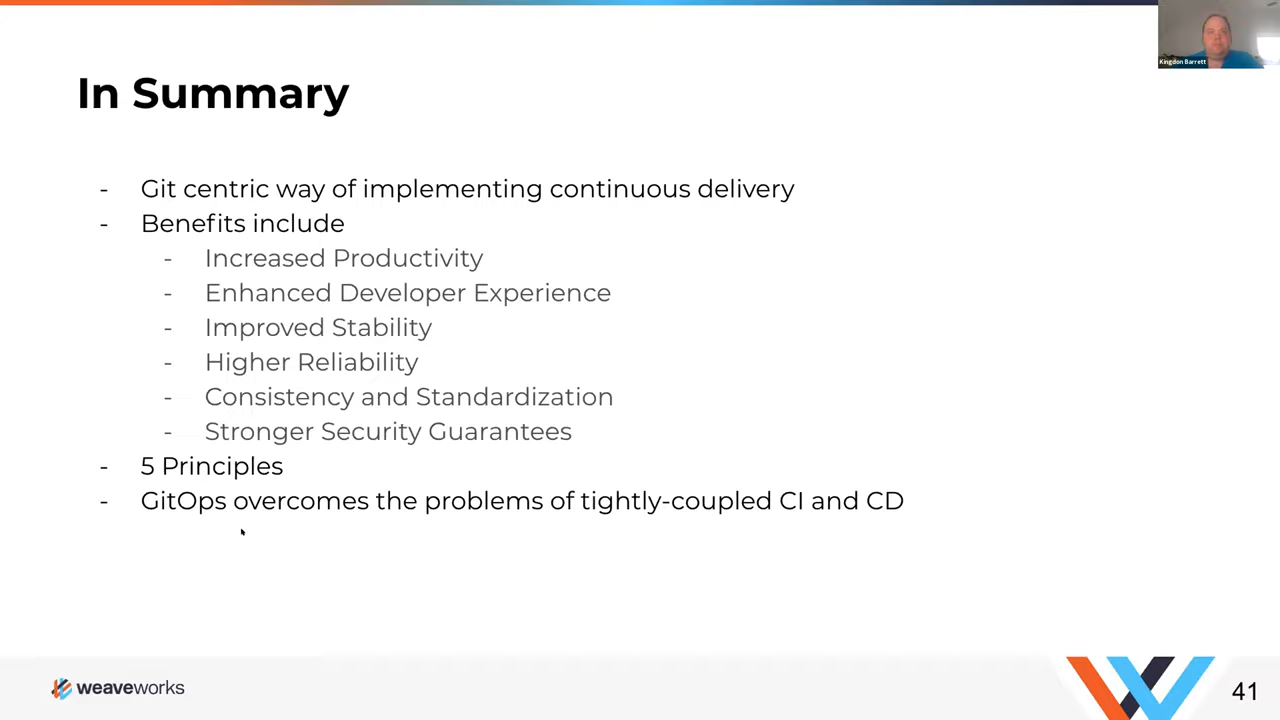 Kingdon Barrett
In Summary
- Git centric way of implementing continuous delivery
- Benefits include
- Increased Productivity
- Enhanced Developer Experience
- Improved Stability
- Higher Reliability
- Consistency and Standardization
- Stronger Security Guarantees
- 5 Principles
- GitOps overcomes the problems of tightly-coupled CI and CD
weaveworks
41